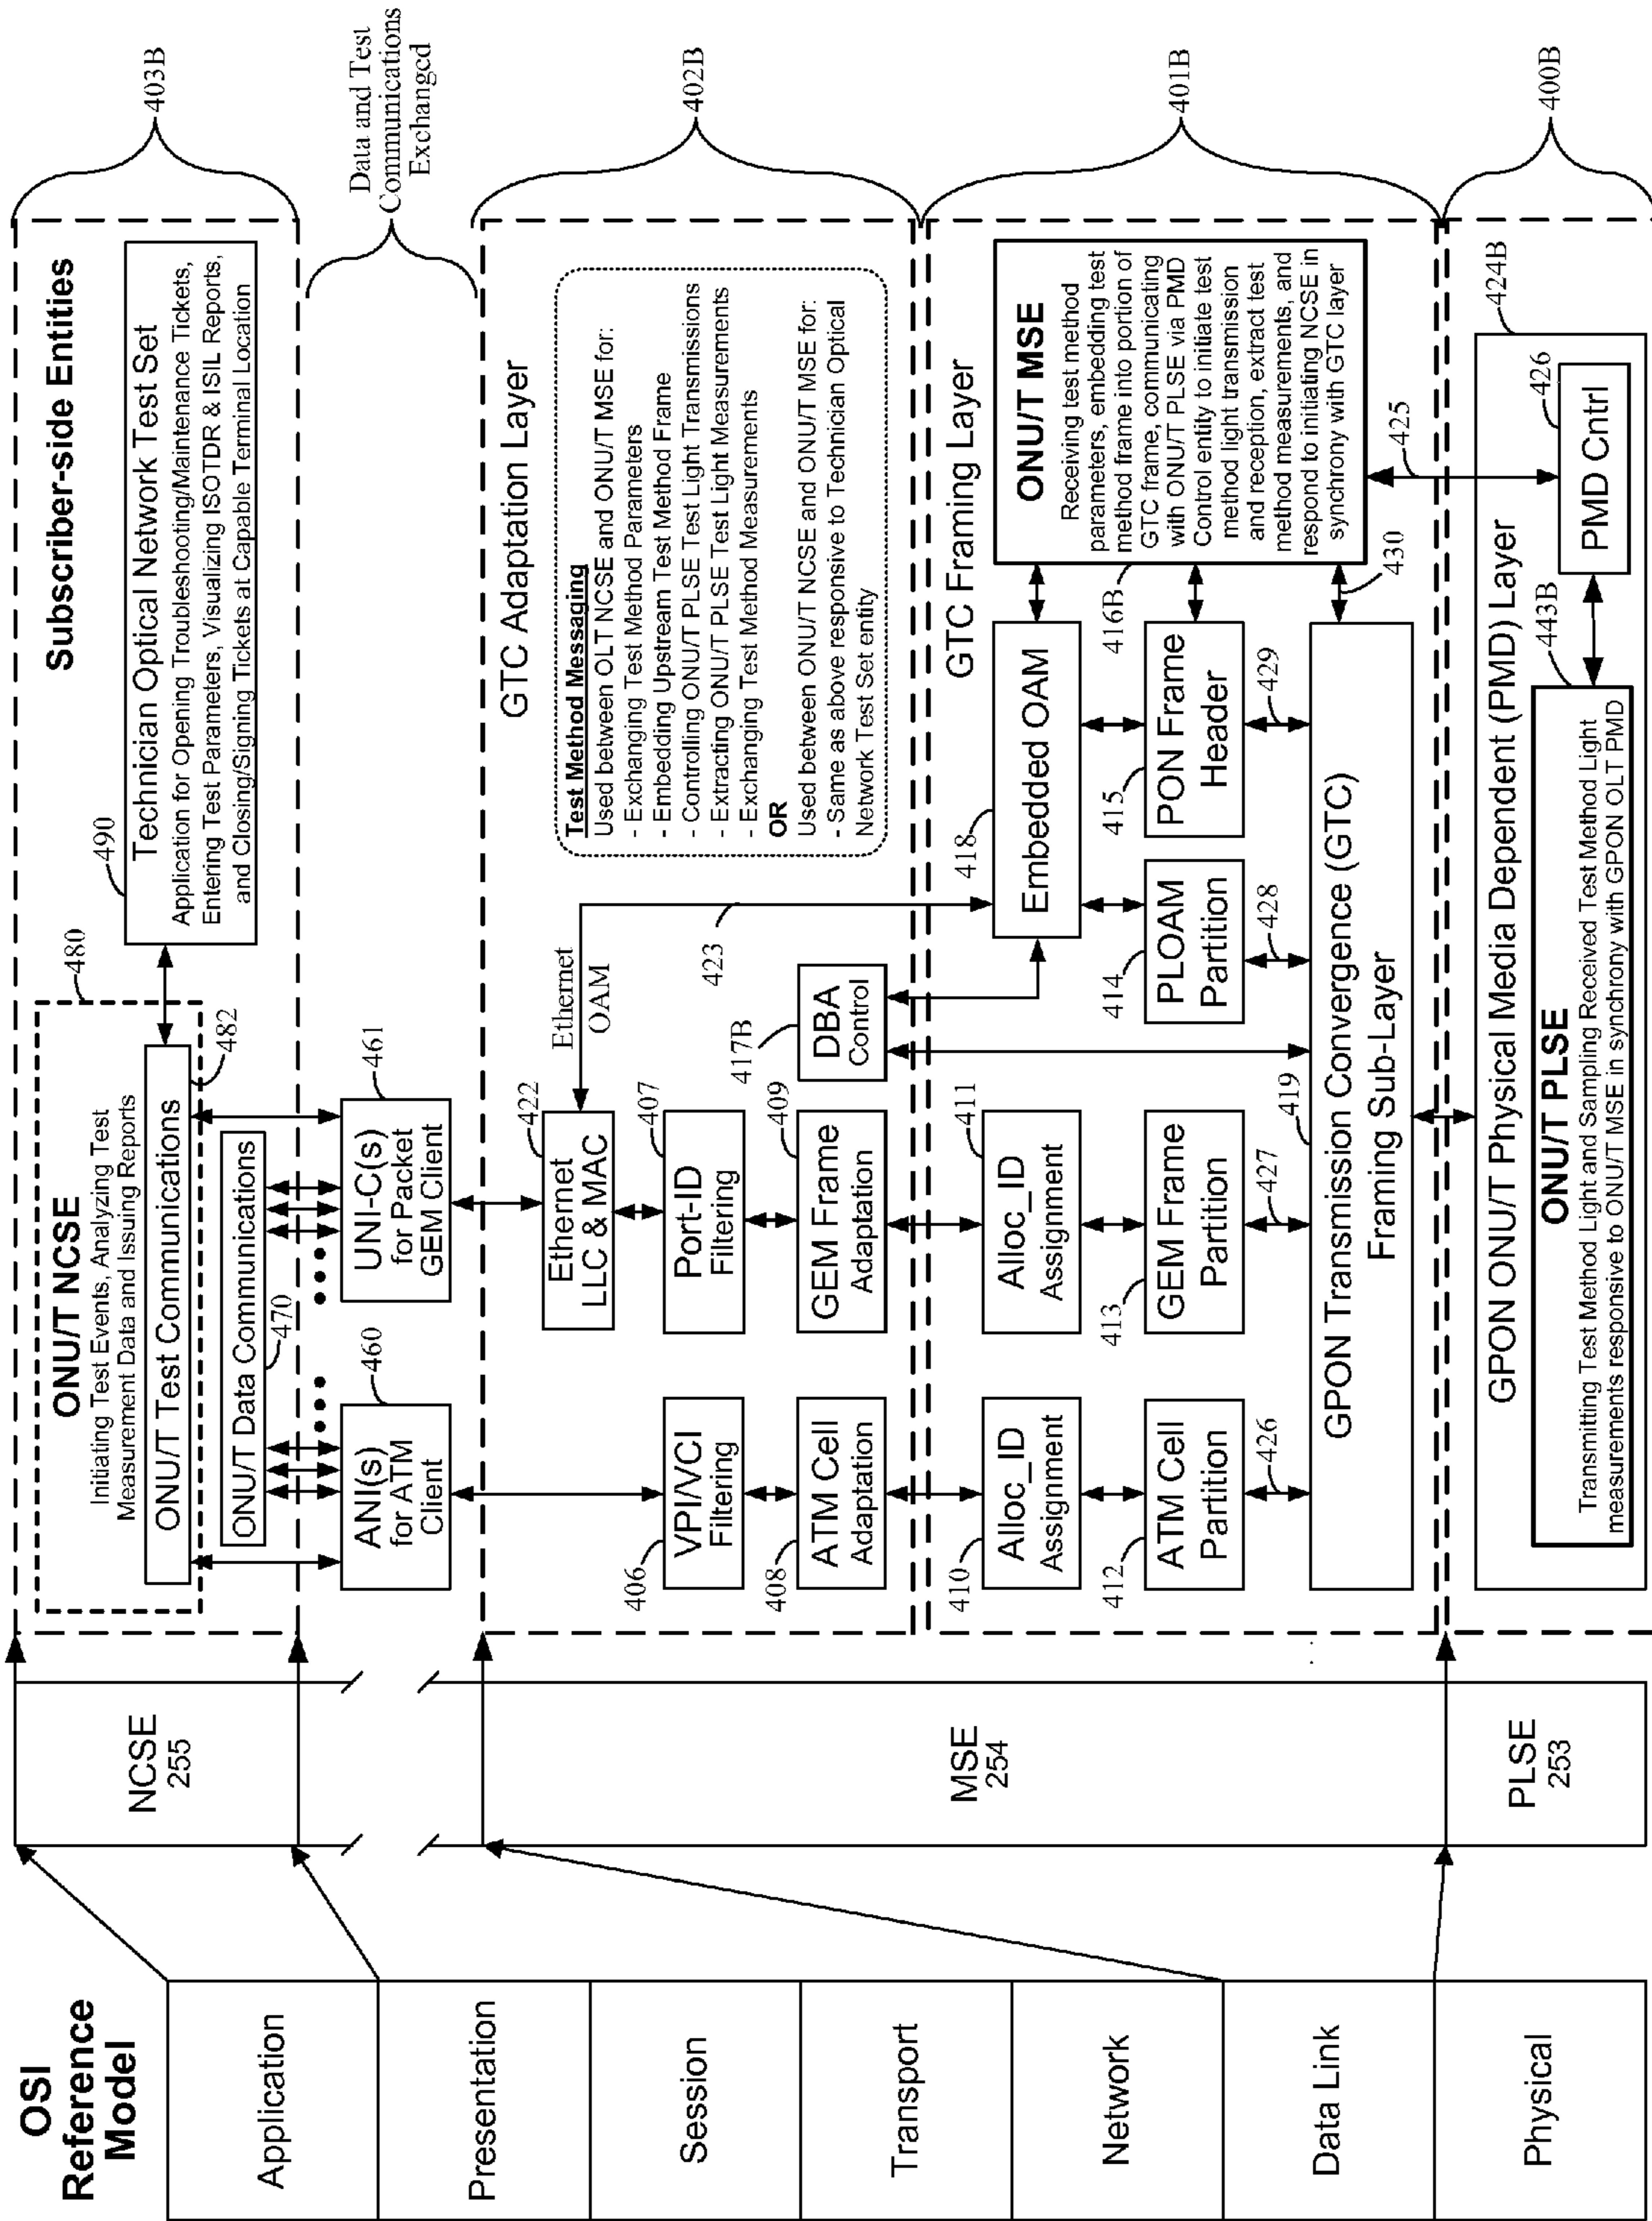 OSI
Reference
Model
Application
Presentation
Session
Transport
Network
Data Link
Physical
NCSE
255
MSE
254
PLSE
253
Subscriber-side Entities
403B
480
ONU/T NCSE
Initiating Test Events, Analyzing Test
Measurement Data and Issuing Reports
ONU/T Test Communications
482
490
Technician Optical Network Test Set
Application for Opening Troubleshooting/Maintenance Tickets,
Entering Test Parameters, Visualizing ISOTDR & ISIL Reports,
and Closing/Signing Tickets at Capable Terminal Location
ONU/T Data Communications
470
460
ANI(s)
for ATM
Client
461
UNI-C(s)
for Packet
GEM Client
Data and Test
Communications
Exchanged
GTC Adaptation Layer
402B
422
Ethernet
LLC & MAC
Ethernet
OAM
406
VPI/VCI
Filtering
407
Port-ID
Filtering
408
ATM Cell
Adaptation
409
GEM Frame
Adaptation
417B
DBA
Control
423
Test Method Messaging
Used between OLT NCSE and ONU/T MSE for:
- Exchanging Test Method Parameters
- Embedding Upstream Test Method Frame
- Controlling ONU/T PLSE Test Light Transmissions
- Extracting ONU/T PLSE Test Light Measurements
- Exchanging Test Method Measurements
OR
Used between ONU/T NCSE and ONU/T MSE for:
- Same as above responsive to Technician Optical
Network Test Set entity
GTC Framing Layer
401B
410
Alloc_ID
Assignment
411
Alloc_ID
Assignment
418
Embedded OAM
412
ATM Cell
Partition
413
GEM Frame
Partition
414
PLOAM
Partition
415
PON Frame
Header
416B
ONU/T MSE
Receiving test method
parameters, embedding test
method frame into portion of
GTC frame, communicating
with ONU/T PLSE via PMD
Control entity to initiate test
method light transmission
and reception, extract test
method measurements, and
respond to initiating NCSE in
synchrony with GTC layer
426
427
428
429
430
419
GPON Transmission Convergence (GTC)
Framing Sub-Layer
425
400B
424B
GPON ONU/T Physical Media Dependent (PMD) Layer
443B
ONU/T PLSE
Transmitting Test Method Light and Sampling Received Test Method Light
measurements responsive to ONU/T MSE in synchrony with GPON OLT PMD
426
PMD Cntrl